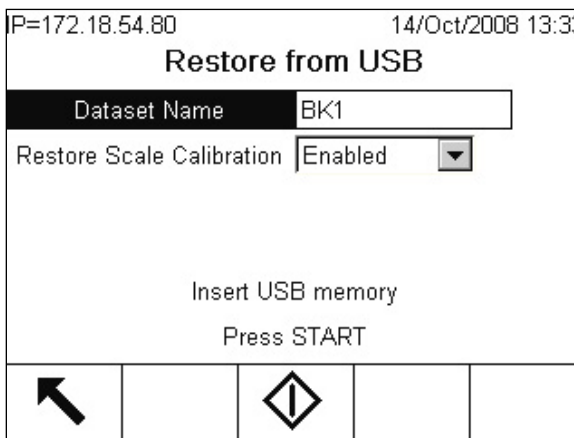 IP=172.18.54.80 14/Oct/2008 13:33
Restore from USB
Dataset Name BK1
Restore Scale Calibration Enabled
Insert USB memory
Press START